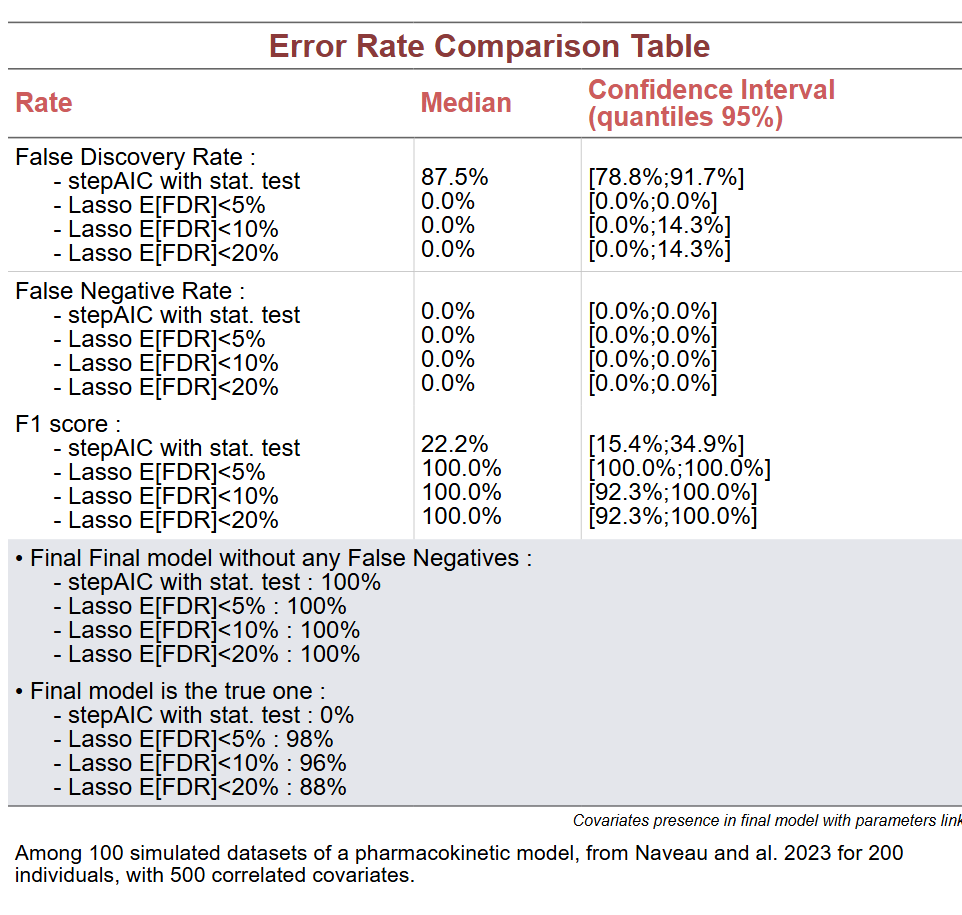 Error Rate Comparison Table
Rate Median Confidence Interval
(quantiles 95%)
False Discovery Rate :
- stepAIC with stat. test 87.5% [78.8%;91.7%]
- Lasso E[FDR]<5% 0.0% [0.0%;0.0%]
- Lasso E[FDR]<10% 0.0% [0.0%;14.3%]
- Lasso E[FDR]<20% 0.0% [0.0%;14.3%]
False Negative Rate :
- stepAIC with stat. test 0.0% [0.0%;0.0%]
- Lasso E[FDR]<5% 0.0% [0.0%;0.0%]
- Lasso E[FDR]<10% 0.0% [0.0%;0.0%]
- Lasso E[FDR]<20% 0.0% [0.0%;0.0%]
F1 score :
- stepAIC with stat. test 22.2% [15.4%;34.9%]
- Lasso E[FDR]<5% 100.0% [100.0%;100.0%]
- Lasso E[FDR]<10% 100.0% [92.3%;100.0%]
- Lasso E[FDR]<20% 100.0% [92.3%;100.0%]
• Final Final model without any False Negatives :
- stepAIC with stat. test : 100%
- Lasso E[FDR]<5% : 100%
- Lasso E[FDR]<10% : 100%
- Lasso E[FDR]<20% : 100%
• Final model is the true one :
- stepAIC with stat. test : 0%
- Lasso E[FDR]<5% : 98%
- Lasso E[FDR]<10% : 96%
- Lasso E[FDR]<20% : 88%
Covariates presence in final model with parameters link
Among 100 simulated datasets of a pharmacokinetic model, from Naveau and al. 2023 for 200
individuals, with 500 correlated covariates.